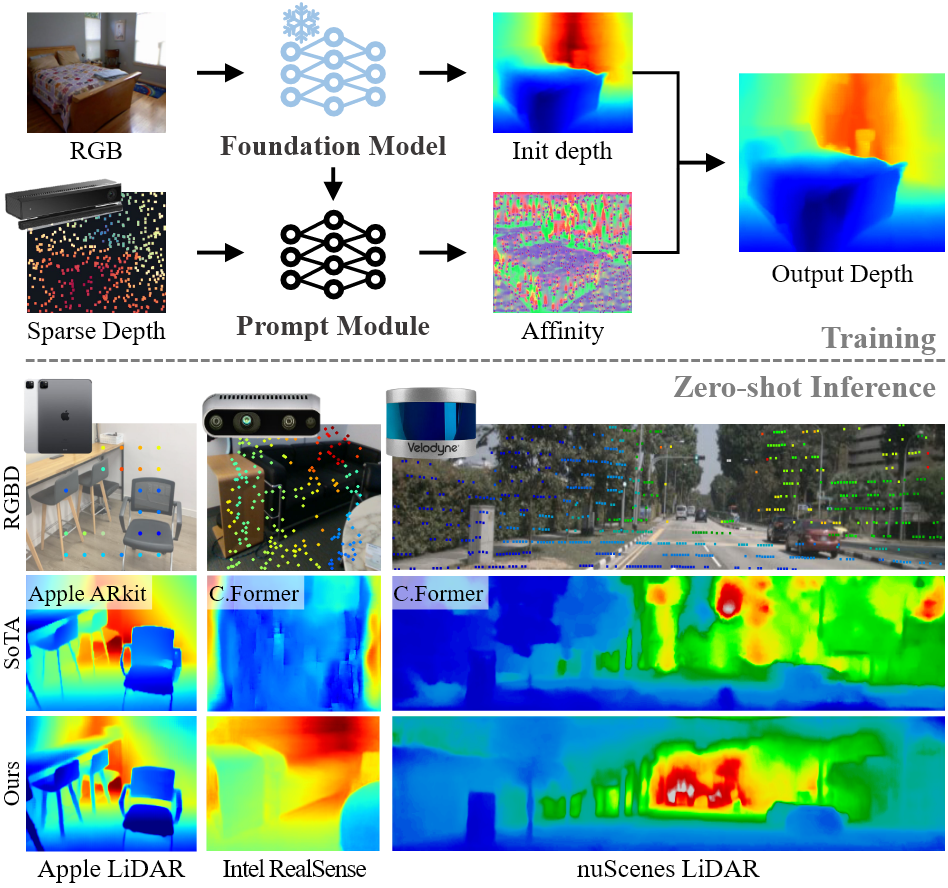 RGB
Foundation Model
Init depth
Sparse Depth
Prompt Module
Affinity
Output Depth
Training
Zero-shot Inference
Velodyne
RGBD
SoTA
Apple ARkit
C.Former
C.Former
Ours
Apple LiDAR
Intel RealSense
nuScenes LiDAR